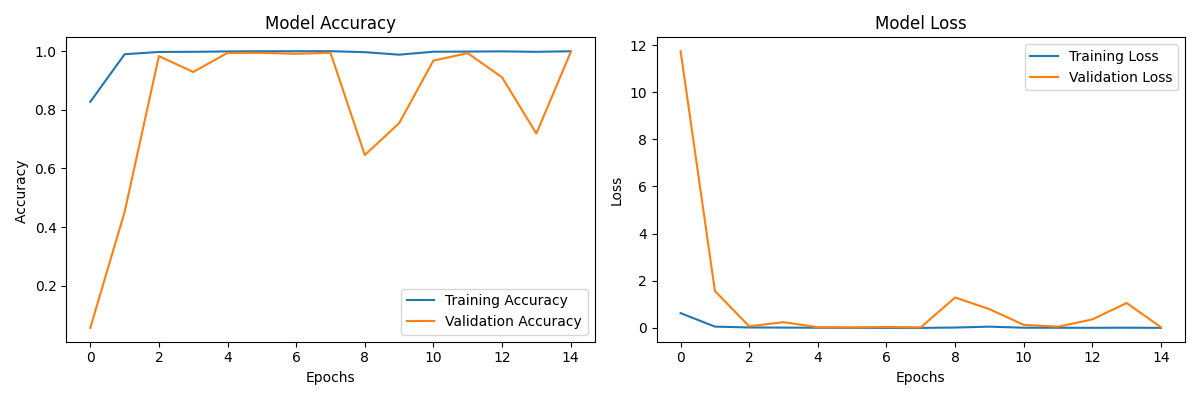 Model Accuracy
Accuracy
1.0
0.8
0.6
0.4
0.2
Training Accuracy
Validation Accuracy
0 2 4 6 8 10 12 14
Epochs
Model Loss
Loss
12
10
8
6
4
2
0
Training Loss
Validation Loss
0 2 4 6 8 10 12 14
Epochs